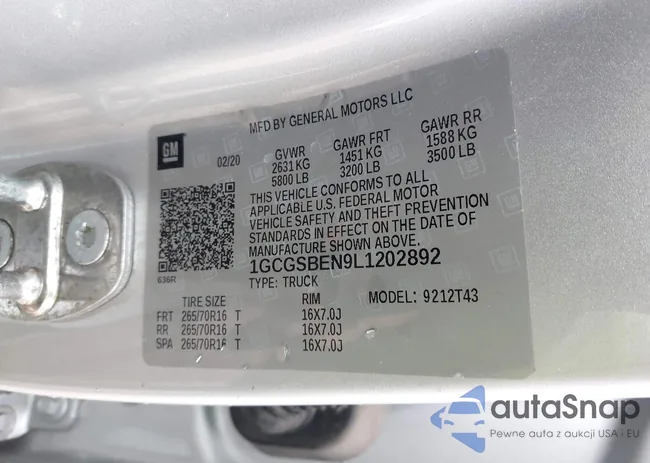 MFD BY GENERAL MOTORS LLC
GM
02/20
GVWR GAWR FRT GAWR RR
2631 KG 1451 KG 1588 KG
5800 LB 3200 LB 3500 LB
THIS VEHICLE CONFORMS TO ALL
APPLICABLE U.S. FEDERAL MOTOR
VEHICLE SAFETY AND THEFT PREVENTION
STANDARDS IN EFFECT ON THE DATE OF
MANUFACTURE SHOWN ABOVE.
1GCGSBEN9L1202892
636R
TYPE: TRUCK MODEL: 9212T43
TIRE SIZE RIM
FRT 265/70R16 T 16X7.0J
RR 265/70R16 T 16X7.0J
SPA 265/70R16 T 16X7.0J
autaSnap
Pewne auta z aukcji USA i EU